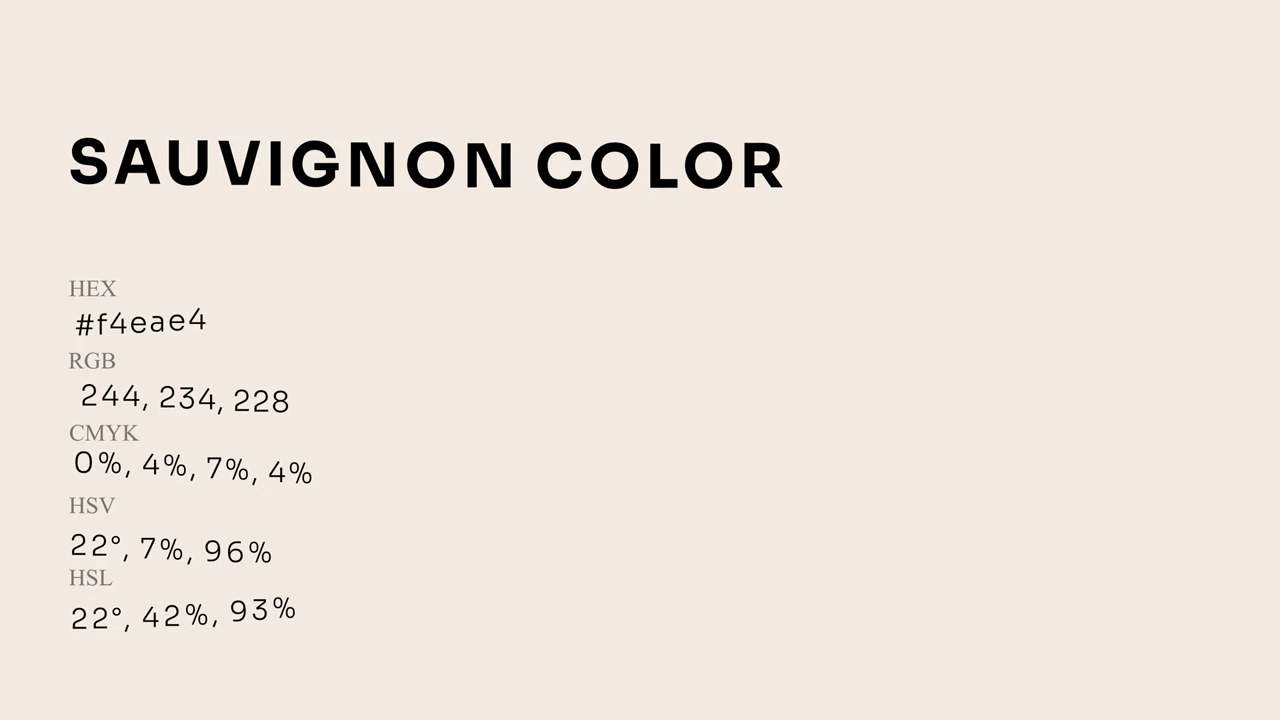 SAUVIGNON COLOR
HEX
#f4eae4
RGB
244, 234, 228
CMYK
0%, 4%, 7%, 4%
HSV
22°, 7%, 96%
HSL
22°, 42%, 93%